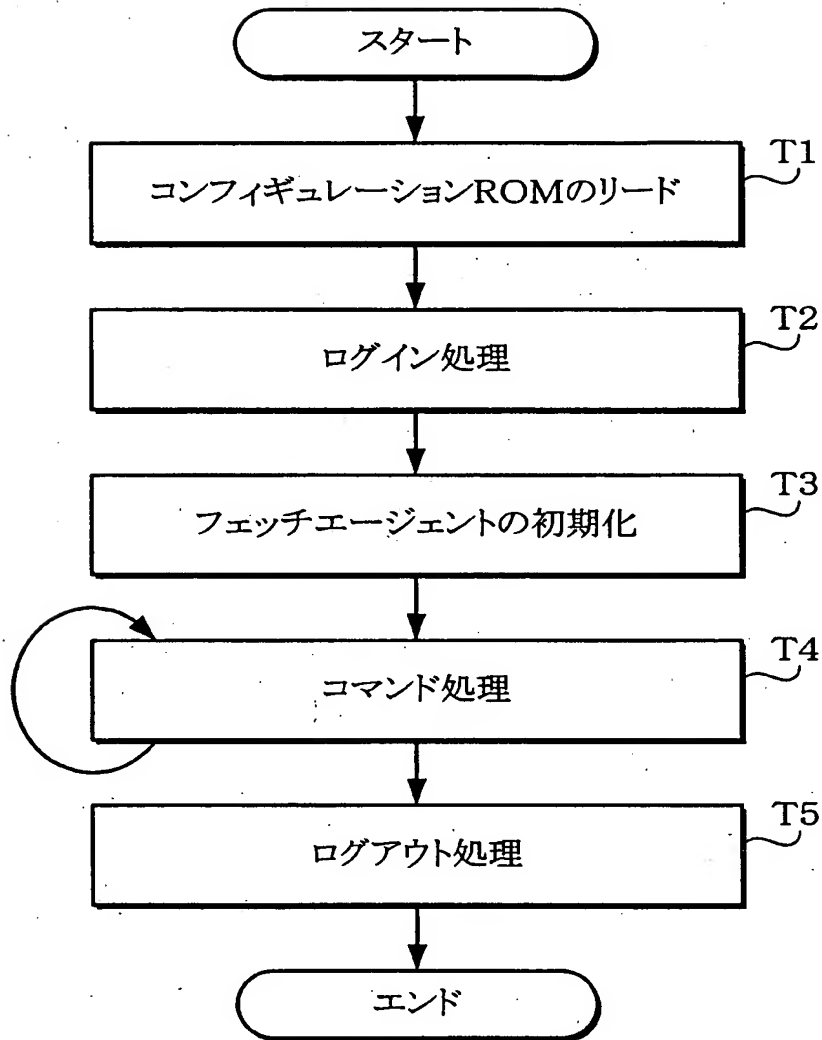 スタート
T1
コンフィギュレーションROMのリード
T2
ログイン処理
T3
フェッチエージェントの初期化
T4
コマンド処理
T5
ログアウト処理
エンド